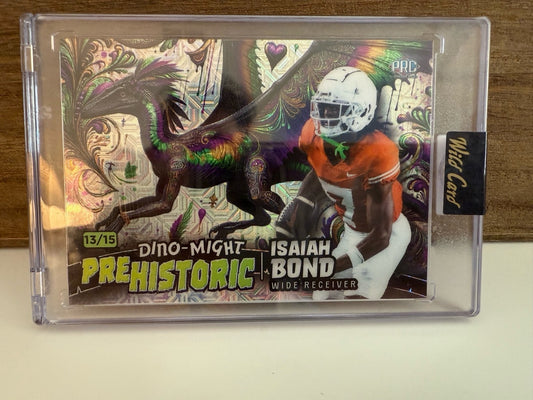 PRC
Wild Card
13/15
DINO-MIGHT
PREHISTORIC
ISAIAH
BOND
WIDE RECEIVER